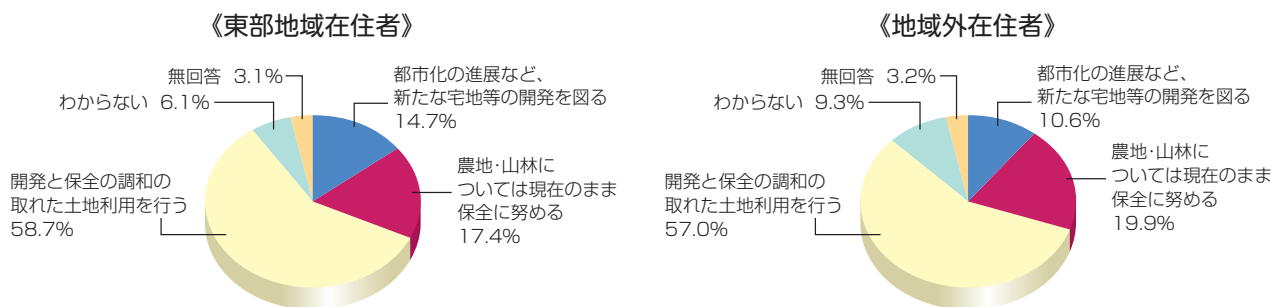 《東部地域在住者》
無回答 3.1%
わからない 6.1%
都市化の進展など、
新たな宅地等の開発を図る
14.7%
農地･山林に
ついては現在のまま
保全に努める
17.4%
開発と保全の調和の
取れた土地利用を行う
58.7%
《地域外在住者》
無回答 3.2%
わからない 9.3%
都市化の進展など、
新たな宅地等の開発を図る
10.6%
農地･山林に
ついては現在のまま
保全に努める
19.9%
開発と保全の調和の
取れた土地利用を行う
57.0%